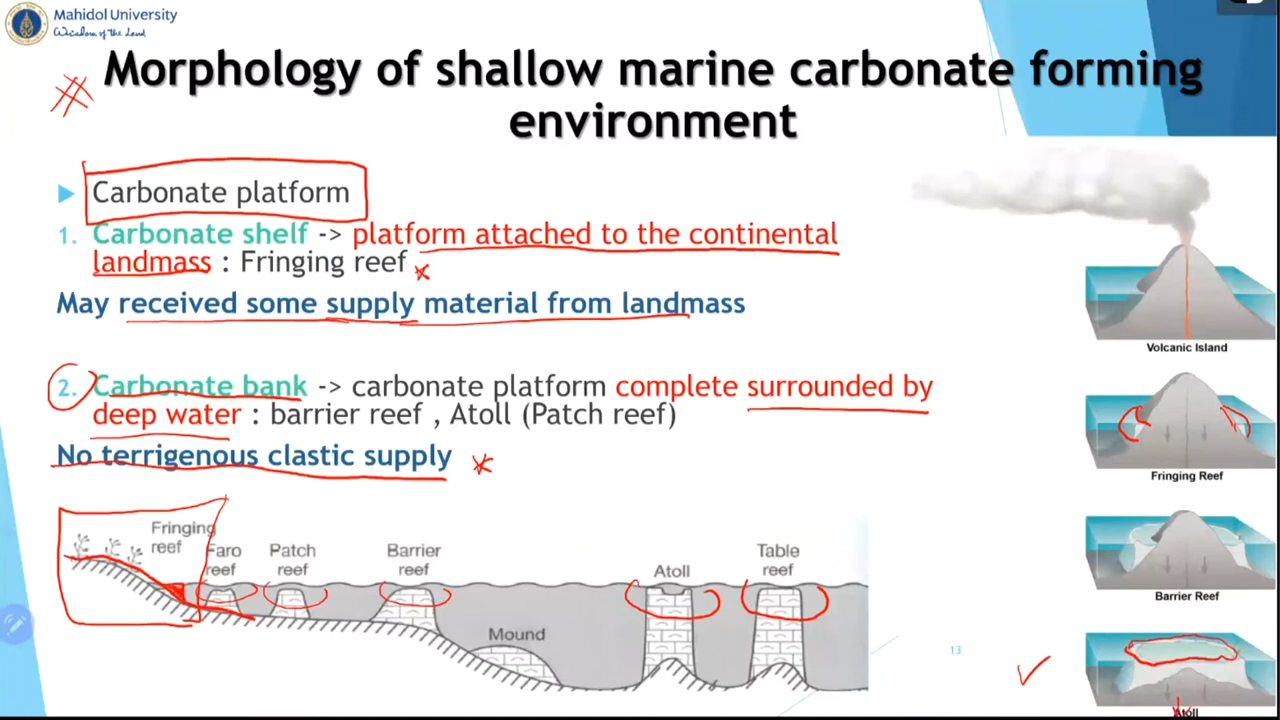 Mahidol University
Wisdom of the Land
Morphology of shallow marine carbonate forming
environment
Carbonate platform
1. Carbonate shelf -> platform attached to the continental
landmass : Fringing reef
May received some supply material from landmass
2. Carbonate bank -> carbonate platform complete surrounded by
deep water : barrier reef , Atoll (Patch reef)
No terrigenous clastic supply
Fringing
reef
Faro
reef
Patch
reef
Barrier
reef
Mound
Atoll
Table
reef
13
Volcanic Island
Fringing Reef
Barrier Reef
Atoll